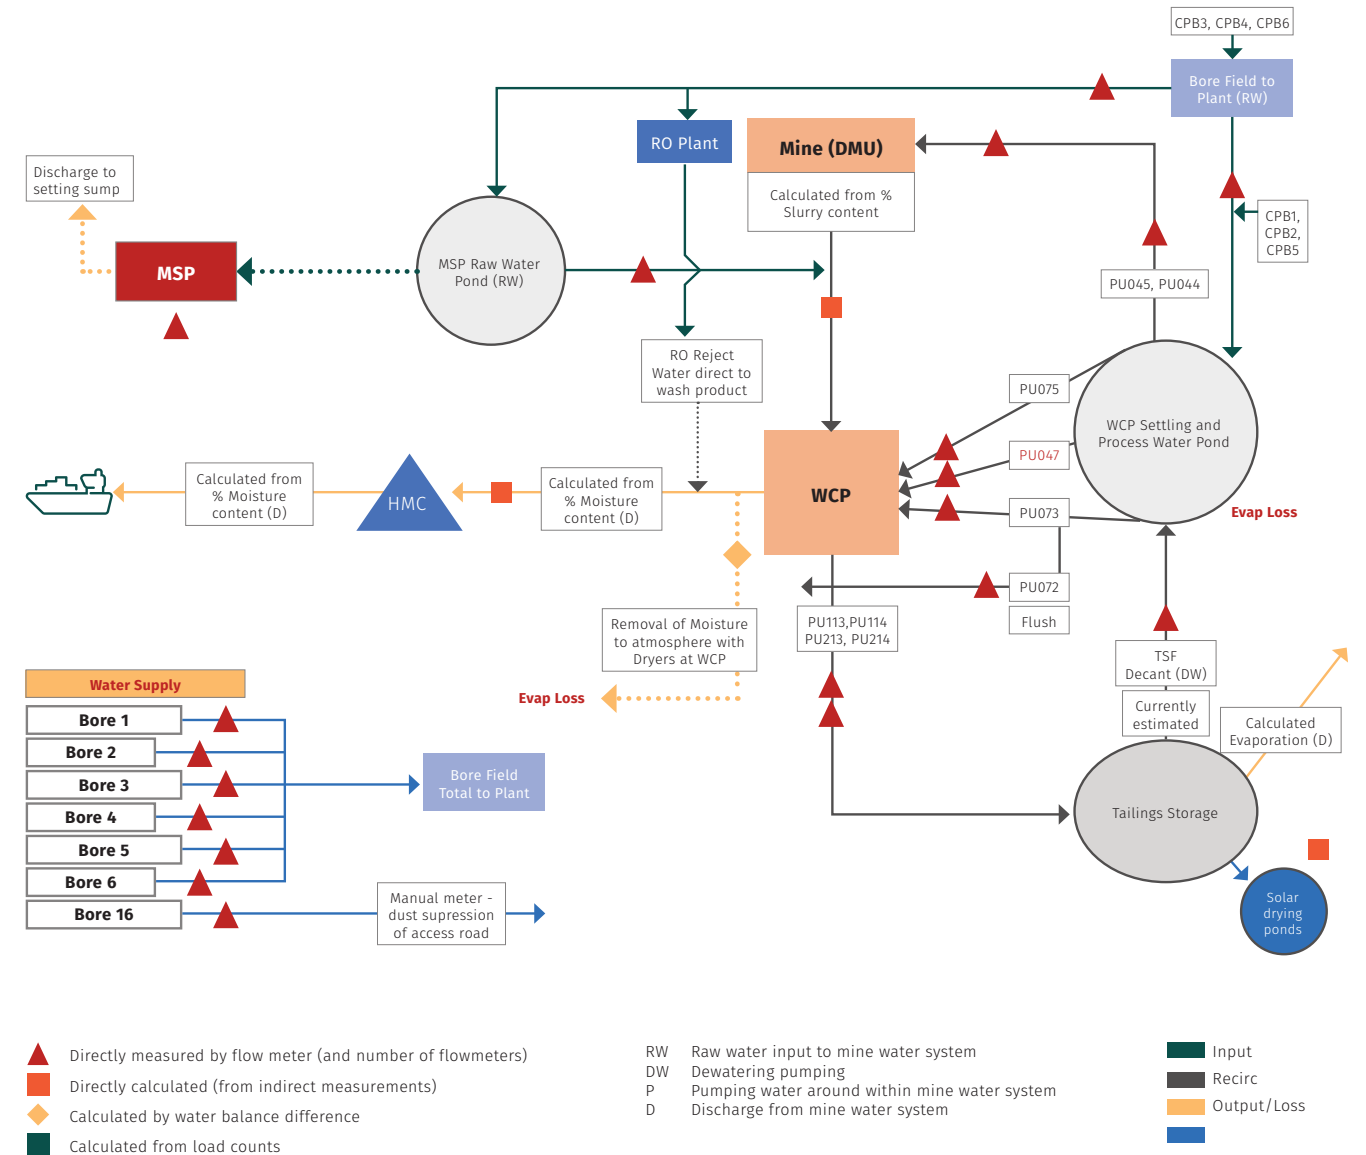 CPB3, CPB4, CPB6
Bore Field to
Plant (RW)
RO Plant
Mine (DMU)
Calculated from %
Slurry content
Discharge to
setting sump
MSP
MSP Raw Water
Pond (RW)
CPB1,
CPB2,
CPB5
PU045, PU044
RO Reject
Water direct to
wash product
PU075
WCP Settling and
Process Water Pond
PU047
Calculated from
% Moisture
content (D)
HMC
Calculated from
% Moisture
content (D)
WCP
PU073
Evap Loss
PU072
Flush
PU113,PU114
PU213, PU214
Removal of Moisture
to atmosphere with
Dryers at WCP
Evap Loss
TSF
Decant (DW)
Currently
estimated
Calculated
Evaporation (D)
Tailings Storage
Solar
drying
ponds
Water Supply
Bore 1
Bore 2
Bore 3
Bore 4
Bore 5
Bore 6
Bore 16
Bore Field
Total to Plant
Manual meter -
dust supression
of access road
Directly measured by flow meter (and number of flowmeters)
Directly calculated (from indirect measurements)
Calculated by water balance difference
Calculated from load counts
RW Raw water input to mine water system
DW Dewatering pumping
P Pumping water around within mine water system
D Discharge from mine water system
Input
Recirc
Output/Loss